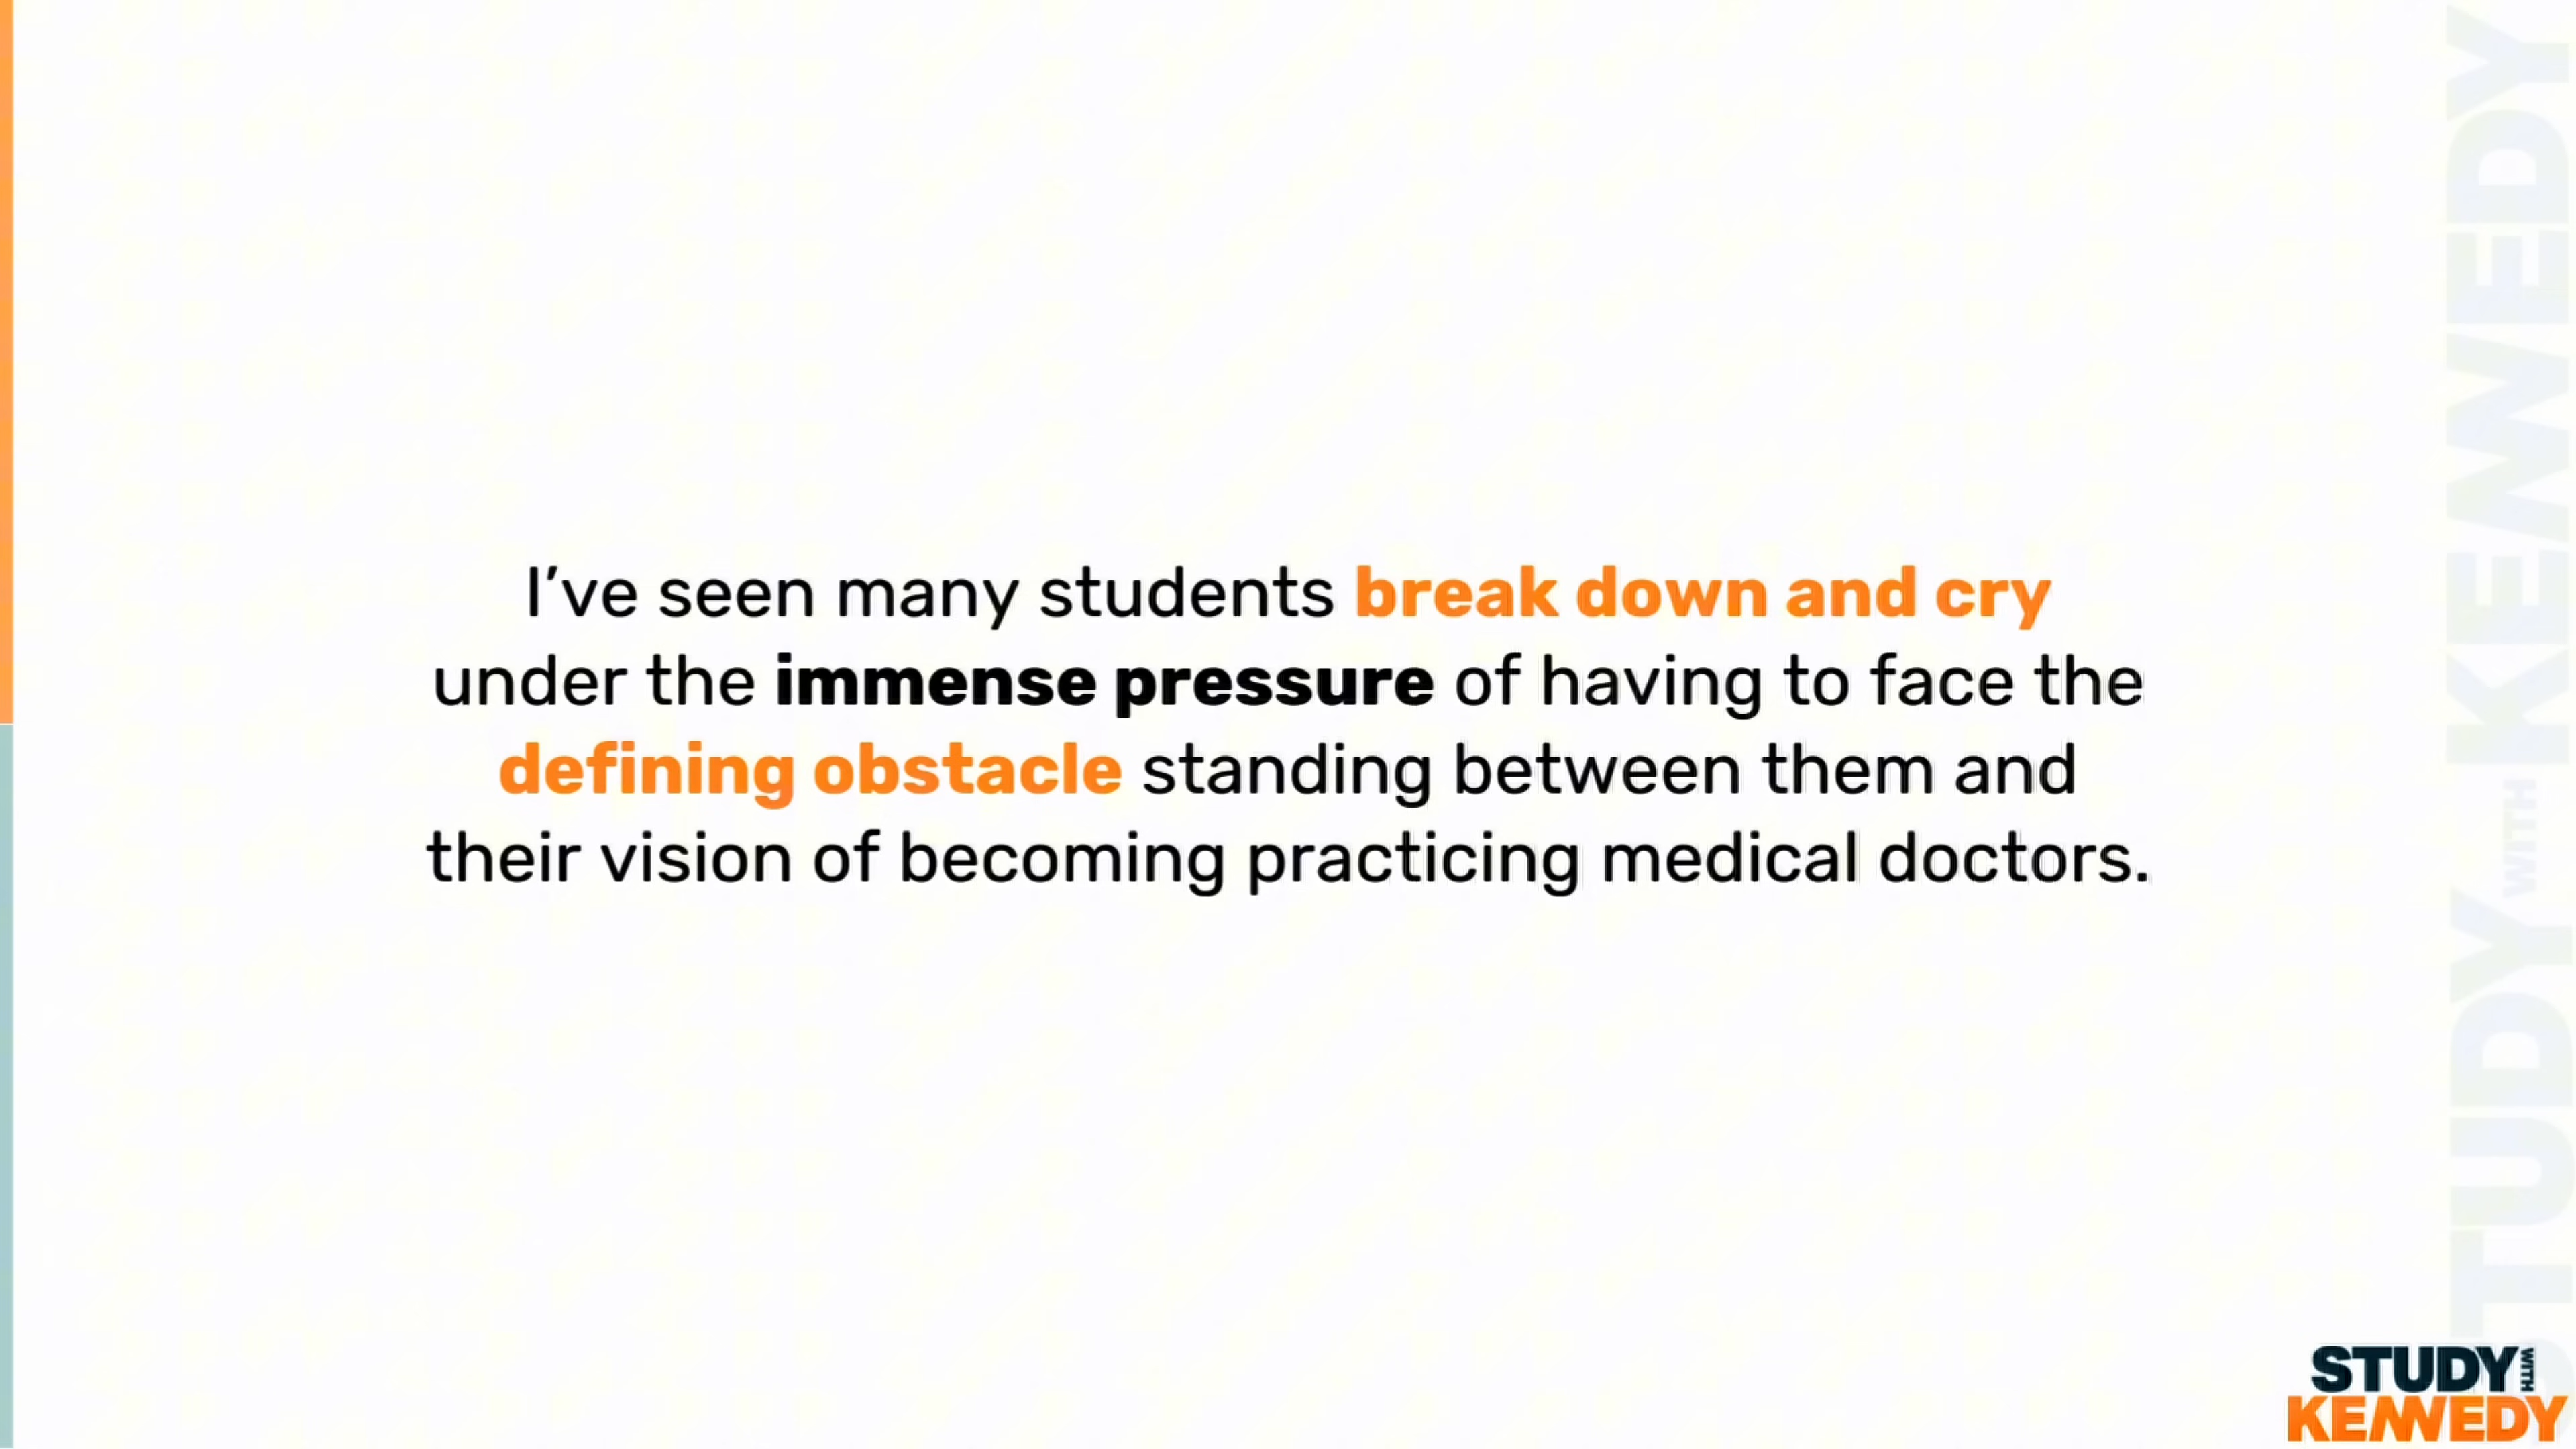 I’ve seen many students break down and cry
under the immense pressure of having to face the
defining obstacle standing between them and
their vision of becoming practicing medical doctors.
STUDY WITH KENNEDY
STUDY WITH
KENNEDY